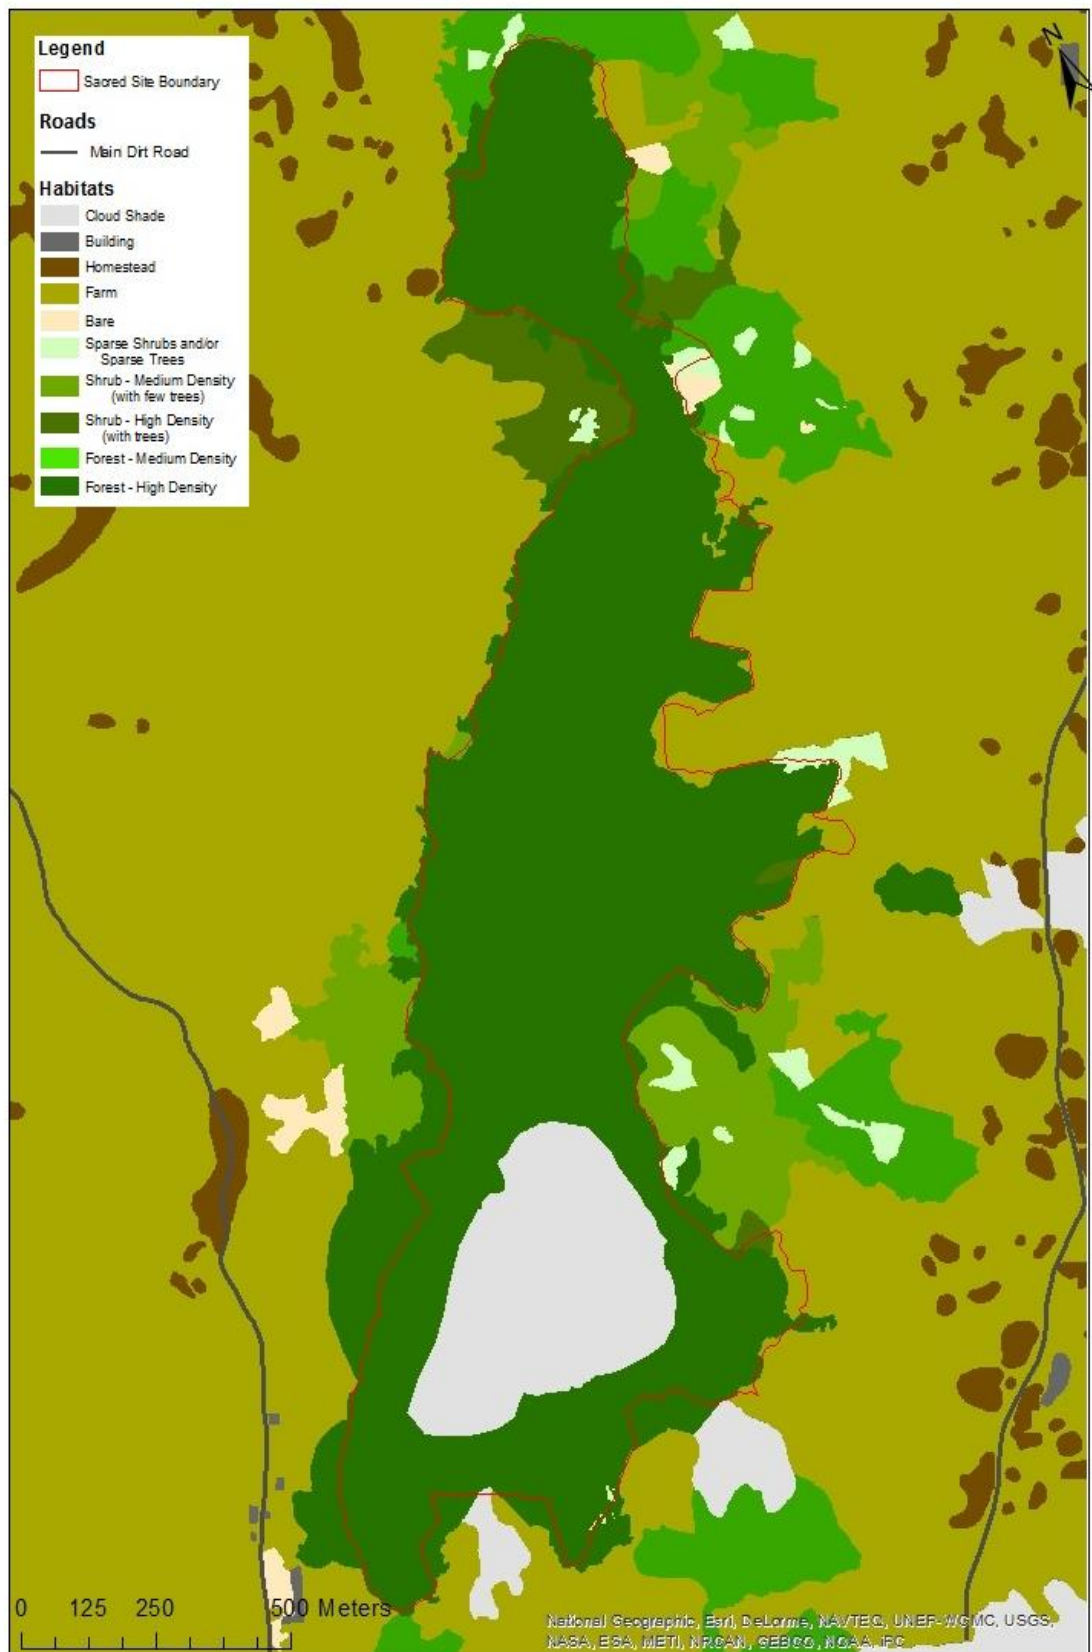 Legend
Sacred Site Boundary
Roads
Main Dirt Road
Habitats
Cloud Shade
Building
Homestead
Farm
Bare
Sparse Shrubs and/or
Sparse Trees
Shrub - Medium Density
(with few trees)
Shrub - High Density
(with trees)
Forest - Medium Density
Forest - High Density
N
0 125 250 500 Meters
National Geographic, Esri, DeLorme, NAVTEQ, UNEP-WCMC, USGS,
NASA, ESA, METI, NRCAN, GEBCO, NOAA, iPC